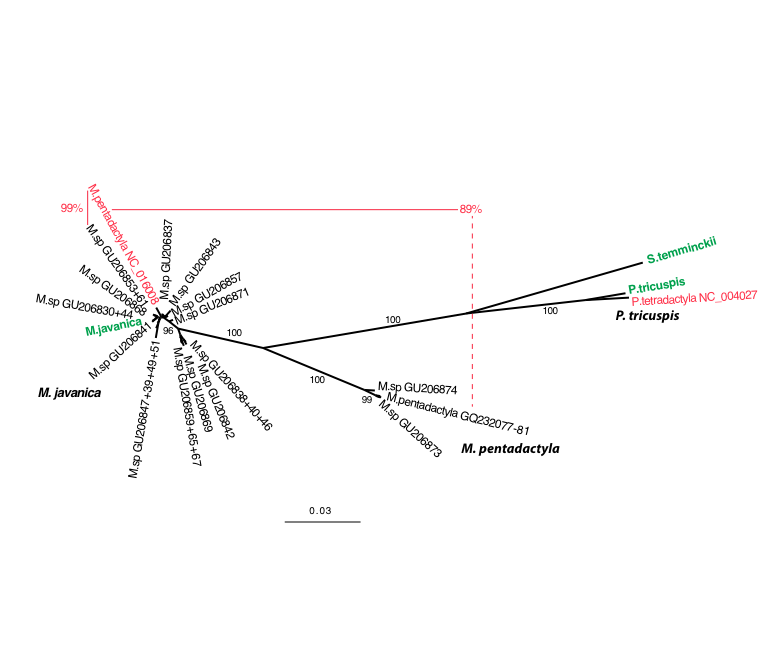 M.pentadactyla NC_016008
99%
89%
M.sp GU206837
M.sp GU206843
M.sp GU206853+61
M.sp GU206868
M.sp GU206857
M.sp GU206871
M.sp GU206830+44
M.javanica
96
M.sp GU206841
M. javanica
M.sp GU206847+39+49+51
M.sp GU206859+65+67
M.sp GU206869
M.sp GU206842
M.sp GU206838+40+46
100
100
100
100
S.temminckii
P.tricuspis
P.tetradactyla NC_004027
P. tricuspis
M.sp GU206874
99
M.pentadactyla GQ232077-81
M.sp GU206873
M. pentadactyla
0.03